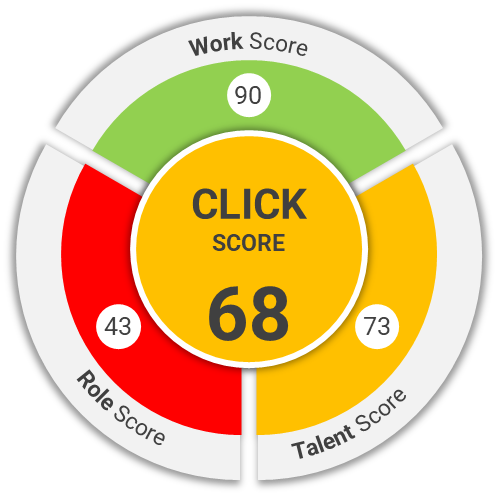 Work Score
90
CLICK
SCORE
68
43
73
Role Score
Talent Score